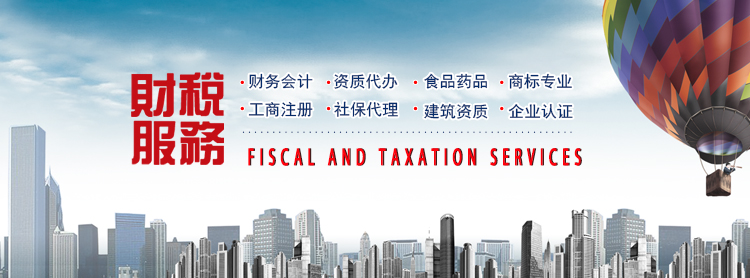 財税
服務
·财务会计 ·资质代办 ·食品药品 ·商标专业
·工商注册 ·社保代理 ·建筑资质 ·企业认证
FISCAL AND TAXATION SERVICES